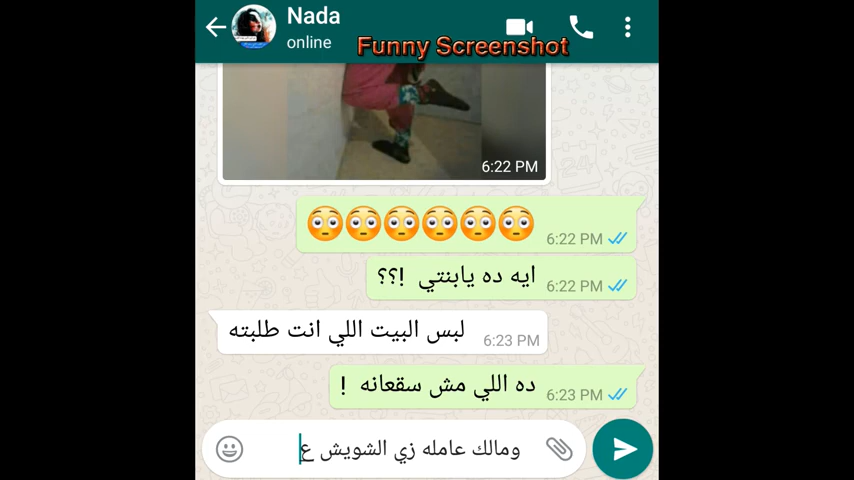 Nada
online
Funny Screenshot
6:22 PM
😳😳😳😳😳😳 6:22 PM
ايه ده يابنتي !؟؟ 6:22 PM
لبس البيت اللي انت طلبته 6:23 PM
ده اللي مش سقعانه ! 6:23 PM
ومالك عامله زي الشويش ع